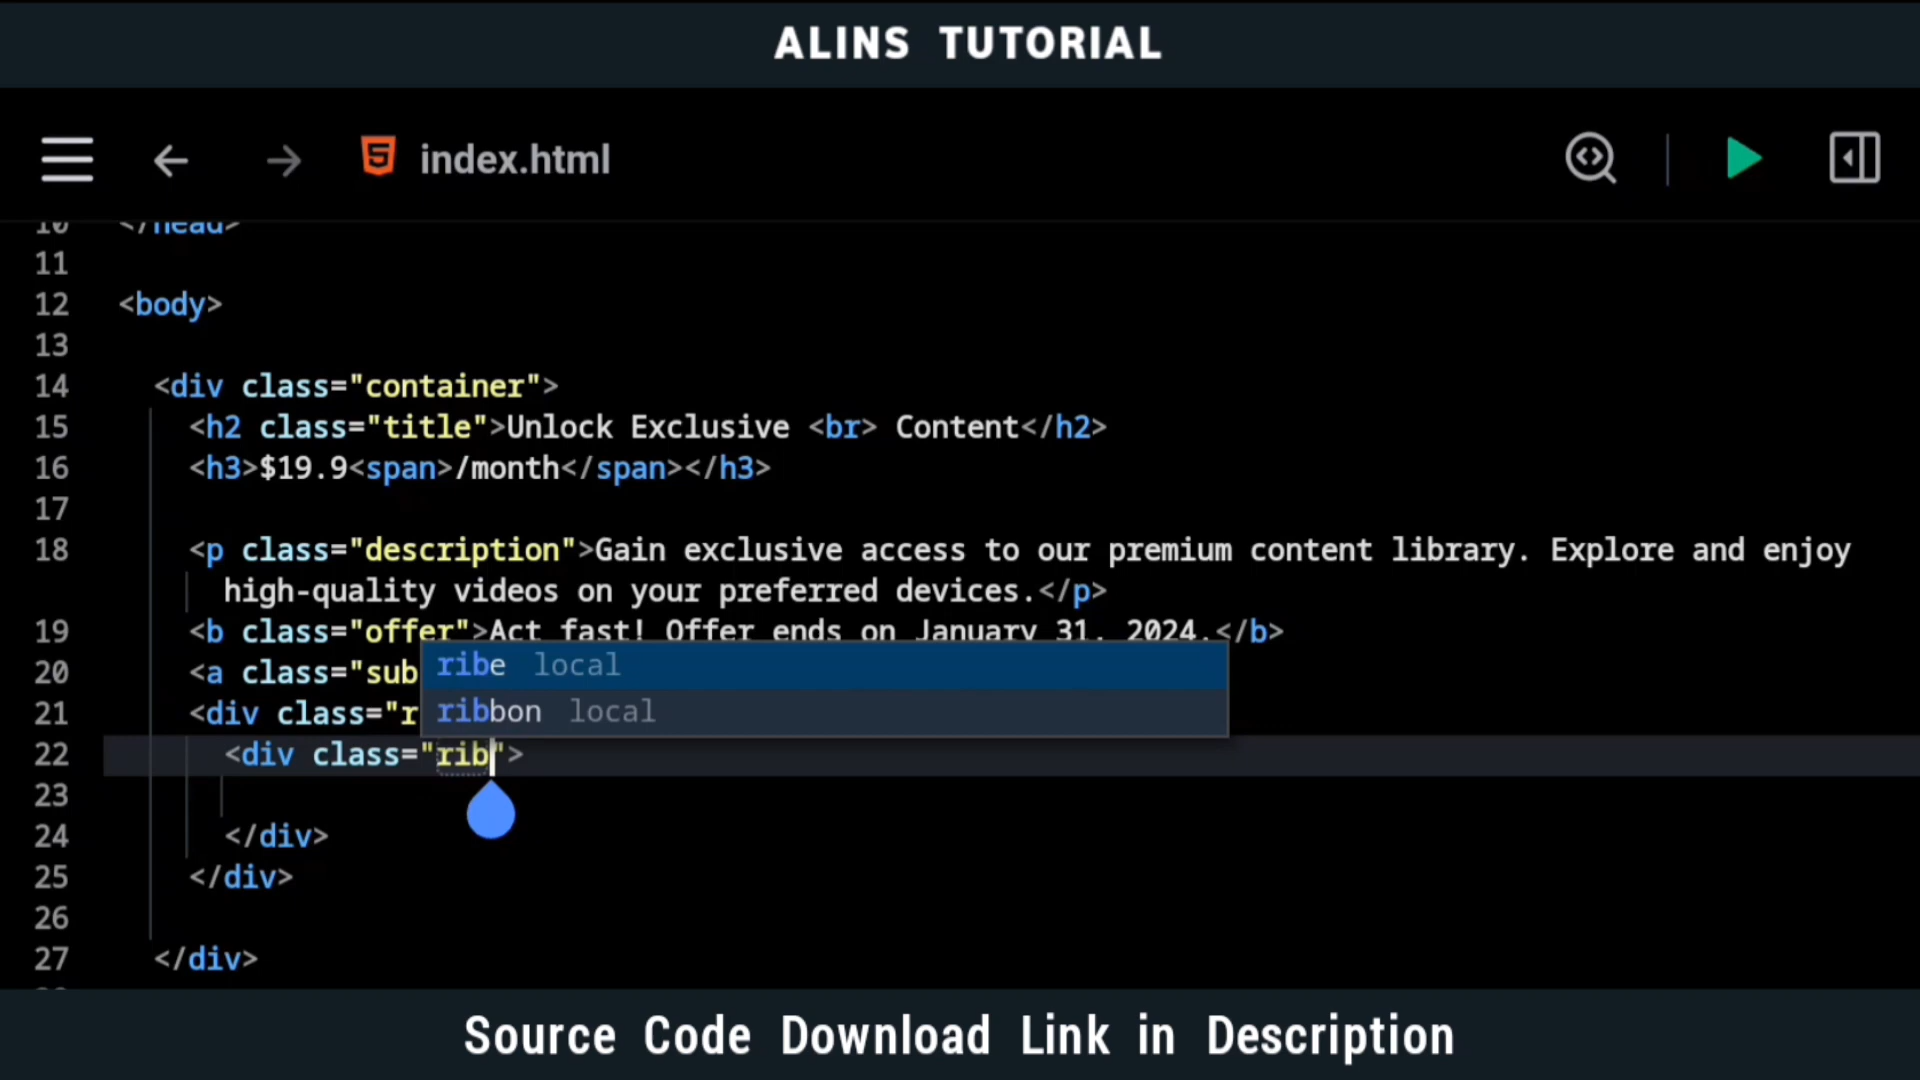 ALINS TUTORIAL
index.html
10 </head>
11
12 <body>
13
14 <div class="container">
15 <h2 class="title">Unlock Exclusive <br> Content</h2>
16 <h3>$19.9<span>/month</span></h3>
17
18 <p class="description">Gain exclusive access to our premium content library. Explore and enjoy
high-quality videos on your preferred devices.</p>
19 <b class="offer">Act fast! Offer ends on January 31, 2024.</b>
20 <a class="sub
ribe local
21 <div class="r
ribbon local
22 <div class="rib">
23
24 </div>
25 </div>
26
27 </div>
Source Code Download Link in Description